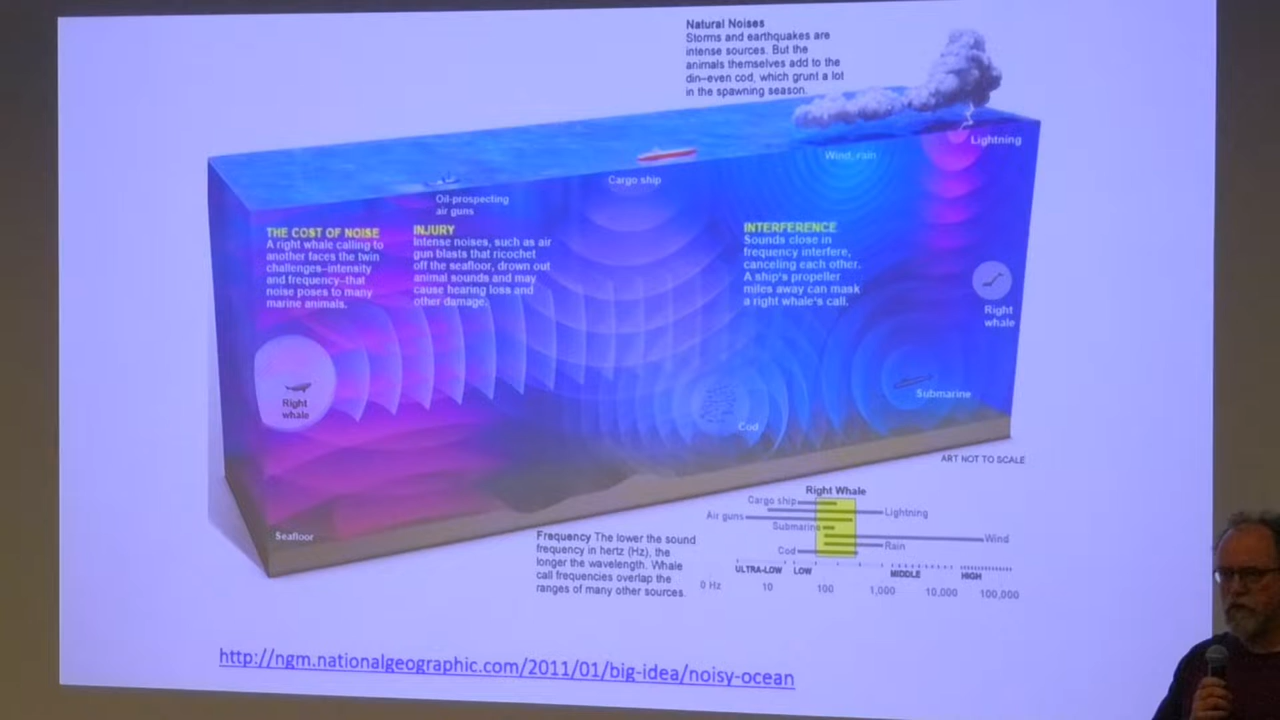 Natural Noises
Storms and earthquakes are
intense sources. But the
animals themselves add to the
din–even cod, which grunt a lot
in the spawning season.
Lightning
Wind, rain
Cargo ship
Oil-prospecting
air guns
THE COST OF NOISE
A right whale calling to
another faces the twin
challenges–intensity
and frequency–that
noise poses to many
marine animals.
INJURY
Intense noises, such as air
gun blasts that ricochet
off the seafloor, drown out
animal sounds and may
cause hearing loss and
other damage.
INTERFERENCE
Sounds close in
frequency interfere,
canceling each other.
A ship's propeller
miles away can mask
a right whale's call.
Right
whale
Right
whale
Submarine
Cod
Seafloor
ART NOT TO SCALE
Right Whale
Cargo ship
Lightning
Air guns
Submarine
Wind
Rain
Cod
Frequency The lower the sound
frequency in hertz (Hz), the
longer the wavelength. Whale
call frequencies overlap the
ranges of many other sources.
ULTRA-LOW LOW MIDDLE HIGH
0 Hz 10 100 1,000 10,000 100,000
http://ngm.nationalgeographic.com/2011/01/big-idea/noisy-ocean